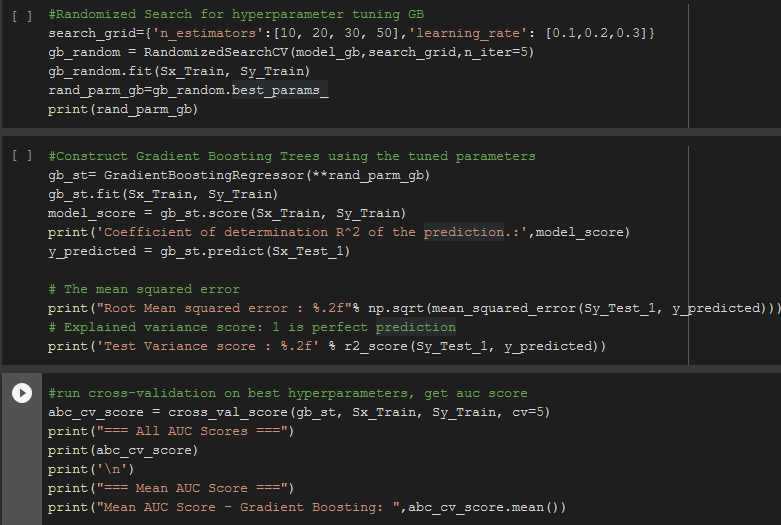 [ ] #Randomized Search for hyperparameter tuning GB
search_grid={'n_estimators':[10, 20, 30, 50],'learning_rate': [0.1,0.2,0.3]}
gb_random = RandomizedSearchCV(model_gb,search_grid,n_iter=5)
gb_random.fit(Sx_Train, Sy_Train)
rand_parm_gb=gb_random.best_params_
print(rand_parm_gb)
[ ] #Construct Gradient Boosting Trees using the tuned parameters
gb_st= GradientBoostingRegressor(**rand_parm_gb)
gb_st.fit(Sx_Train, Sy_Train)
model_score = gb_st.score(Sx_Train, Sy_Train)
print('Coefficient of determination R^2 of the prediction.:',model_score)
y_predicted = gb_st.predict(Sx_Test_1)
# The mean squared error
print("Root Mean squared error : %.2f"% np.sqrt(mean_squared_error(Sy_Test_1, y_predicted)))
# Explained variance score: 1 is perfect prediction
print('Test Variance score : %.2f' % r2_score(Sy_Test_1, y_predicted))
#run cross-validation on best hyperparameters, get auc score
abc_cv_score = cross_val_score(gb_st, Sx_Train, Sy_Train, cv=5)
print("=== All AUC Scores ===")
print(abc_cv_score)
print('\n')
print("=== Mean AUC Score ===")
print("Mean AUC Score - Gradient Boosting: ",abc_cv_score.mean())